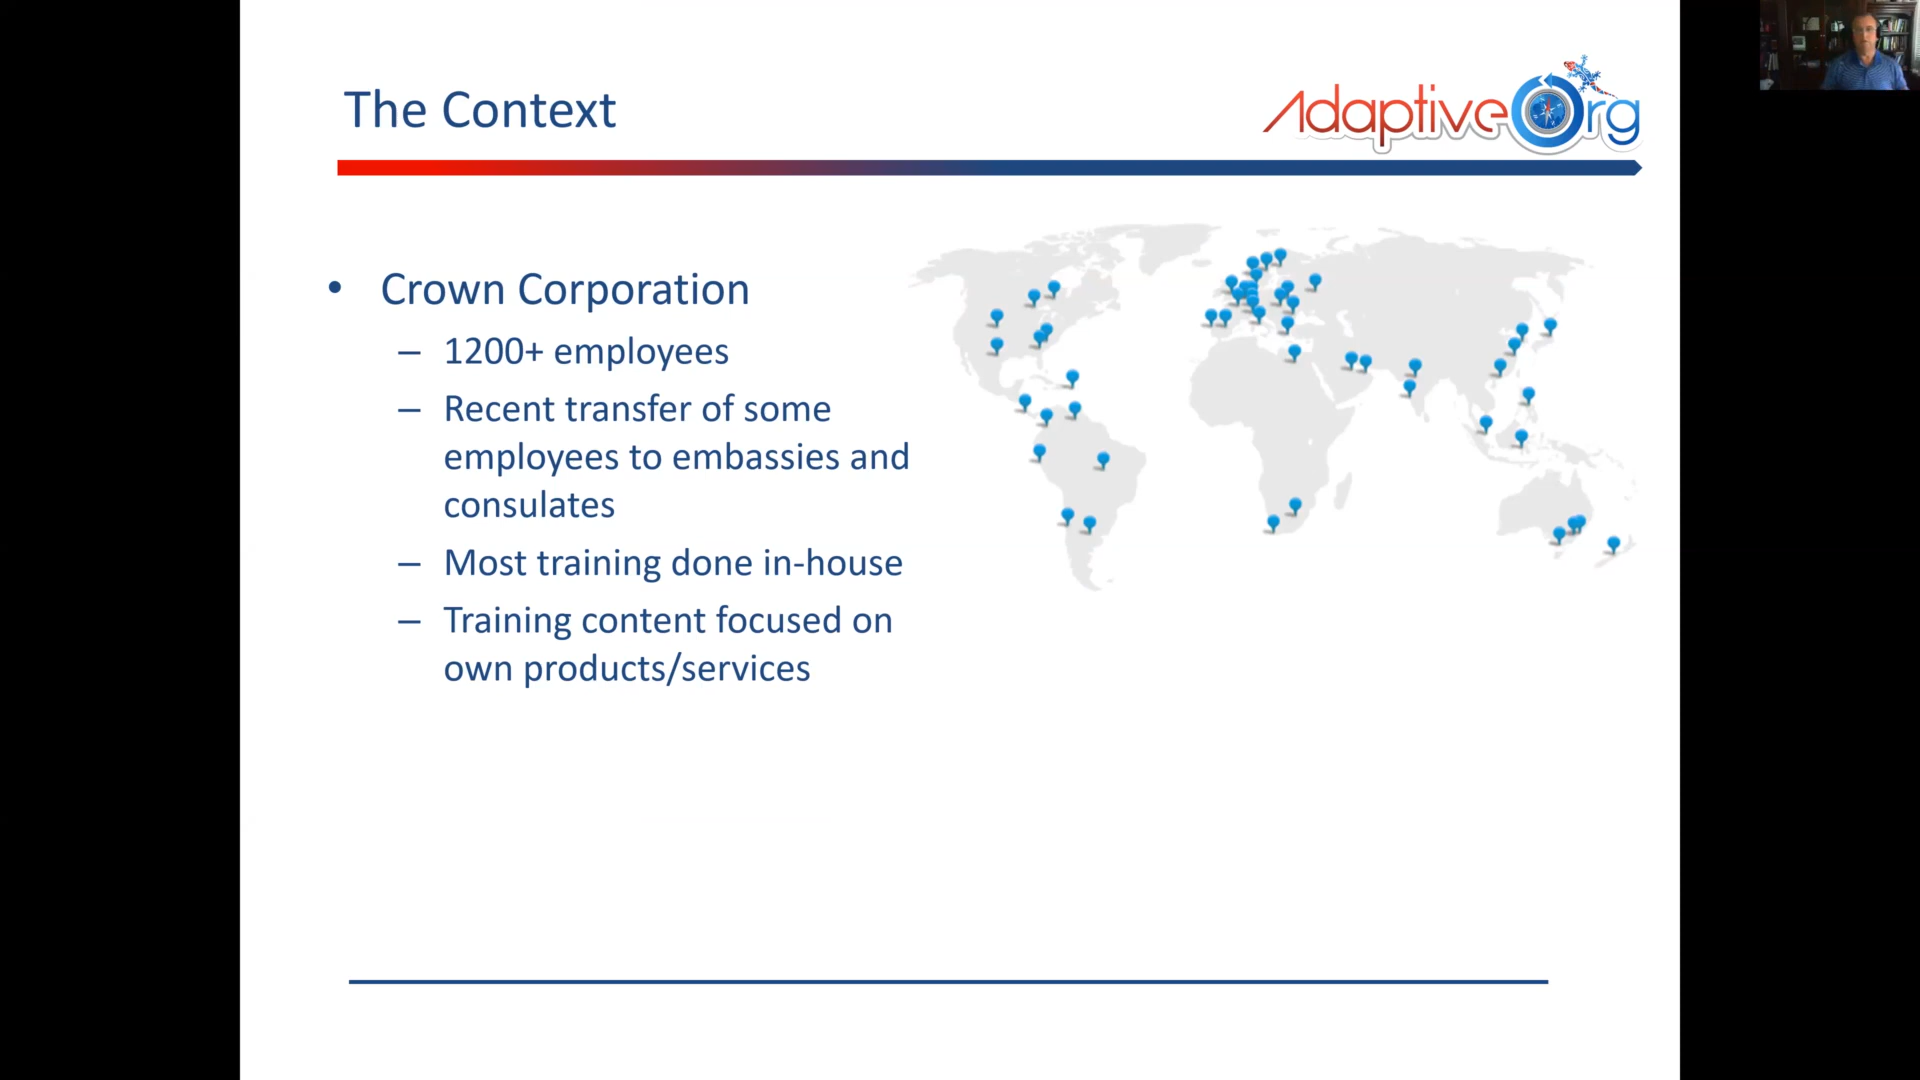 The Context
AdaptiveOrg
• Crown Corporation
– 1200+ employees
– Recent transfer of some
employees to embassies and
consulates
– Most training done in-house
– Training content focused on
own products/services